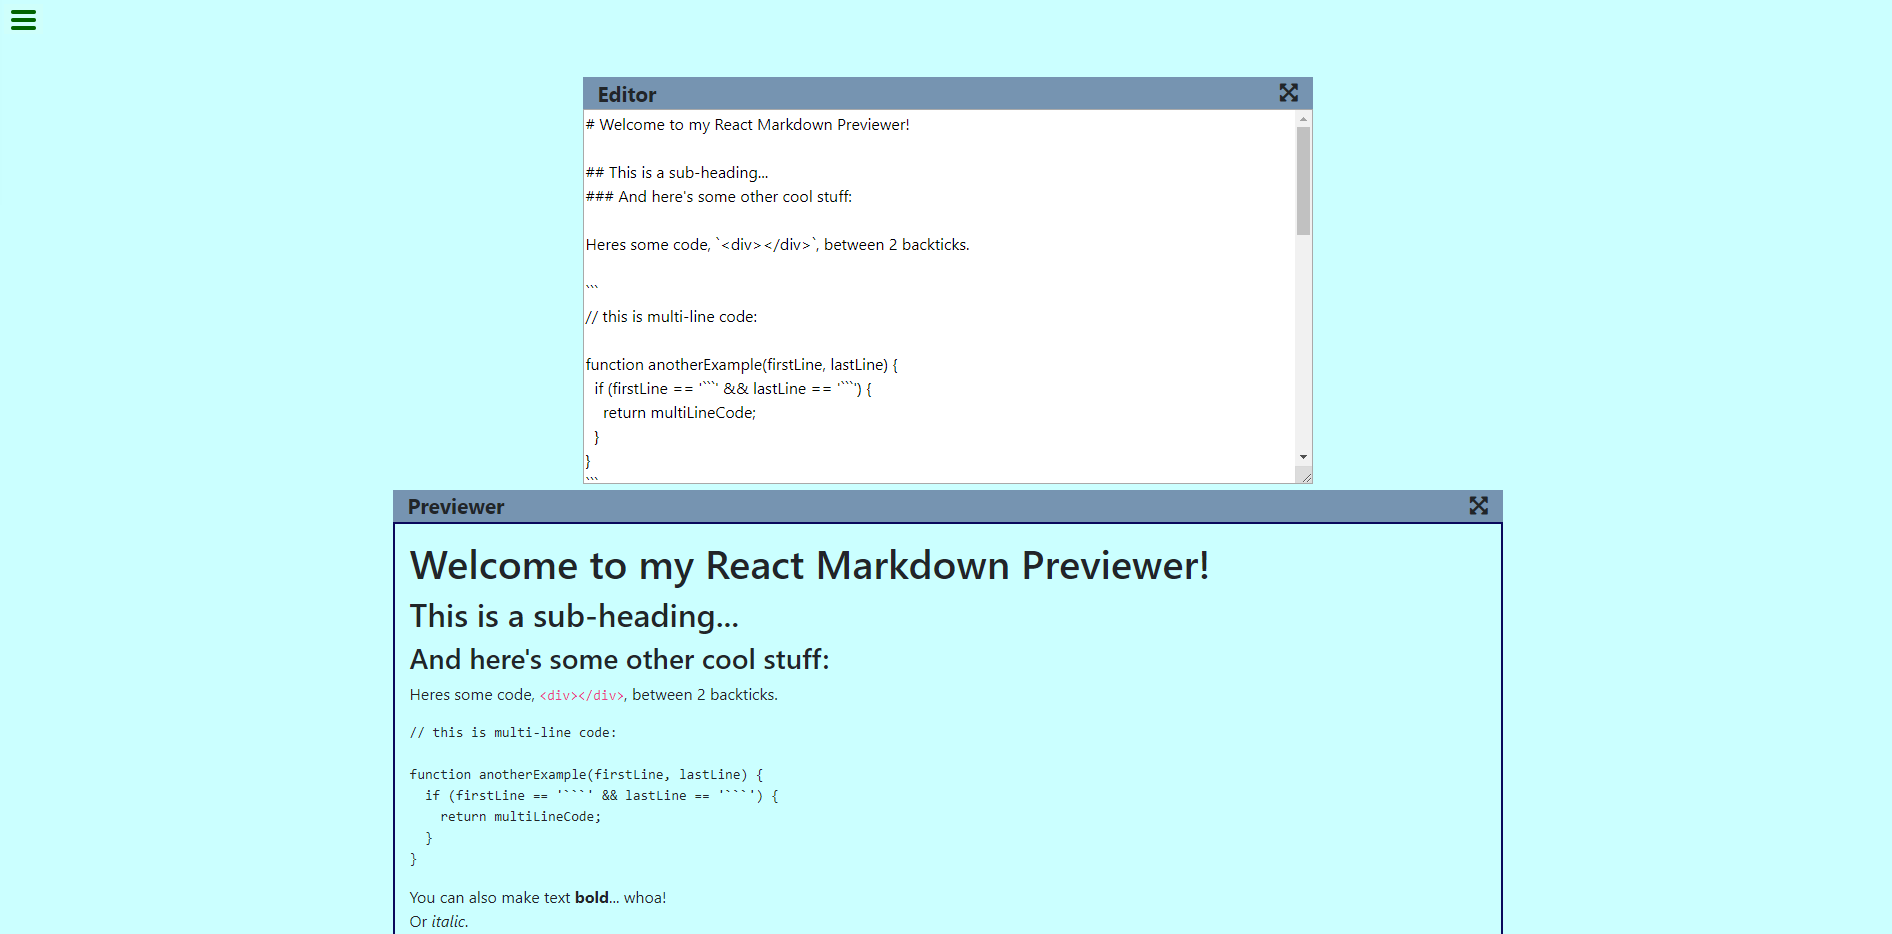 Editor
# Welcome to my React Markdown Previewer!
## This is a sub-heading...
### And here's some other cool stuff:
Heres some code, `<div></div>`, between 2 backticks.
```
// this is multi-line code:
function anotherExample(firstLine, lastLine) {
  if (firstLine == '```' && lastLine == '```') {
    return multiLineCode;
  }
}
```
Previewer
Welcome to my React Markdown Previewer!
This is a sub-heading...
And here's some other cool stuff:
Heres some code, <div></div>, between 2 backticks.
// this is multi-line code:
function anotherExample(firstLine, lastLine) {
  if (firstLine == '```' && lastLine == '```') {
    return multiLineCode;
  }
}
You can also make text bold... whoa!
Or italic.